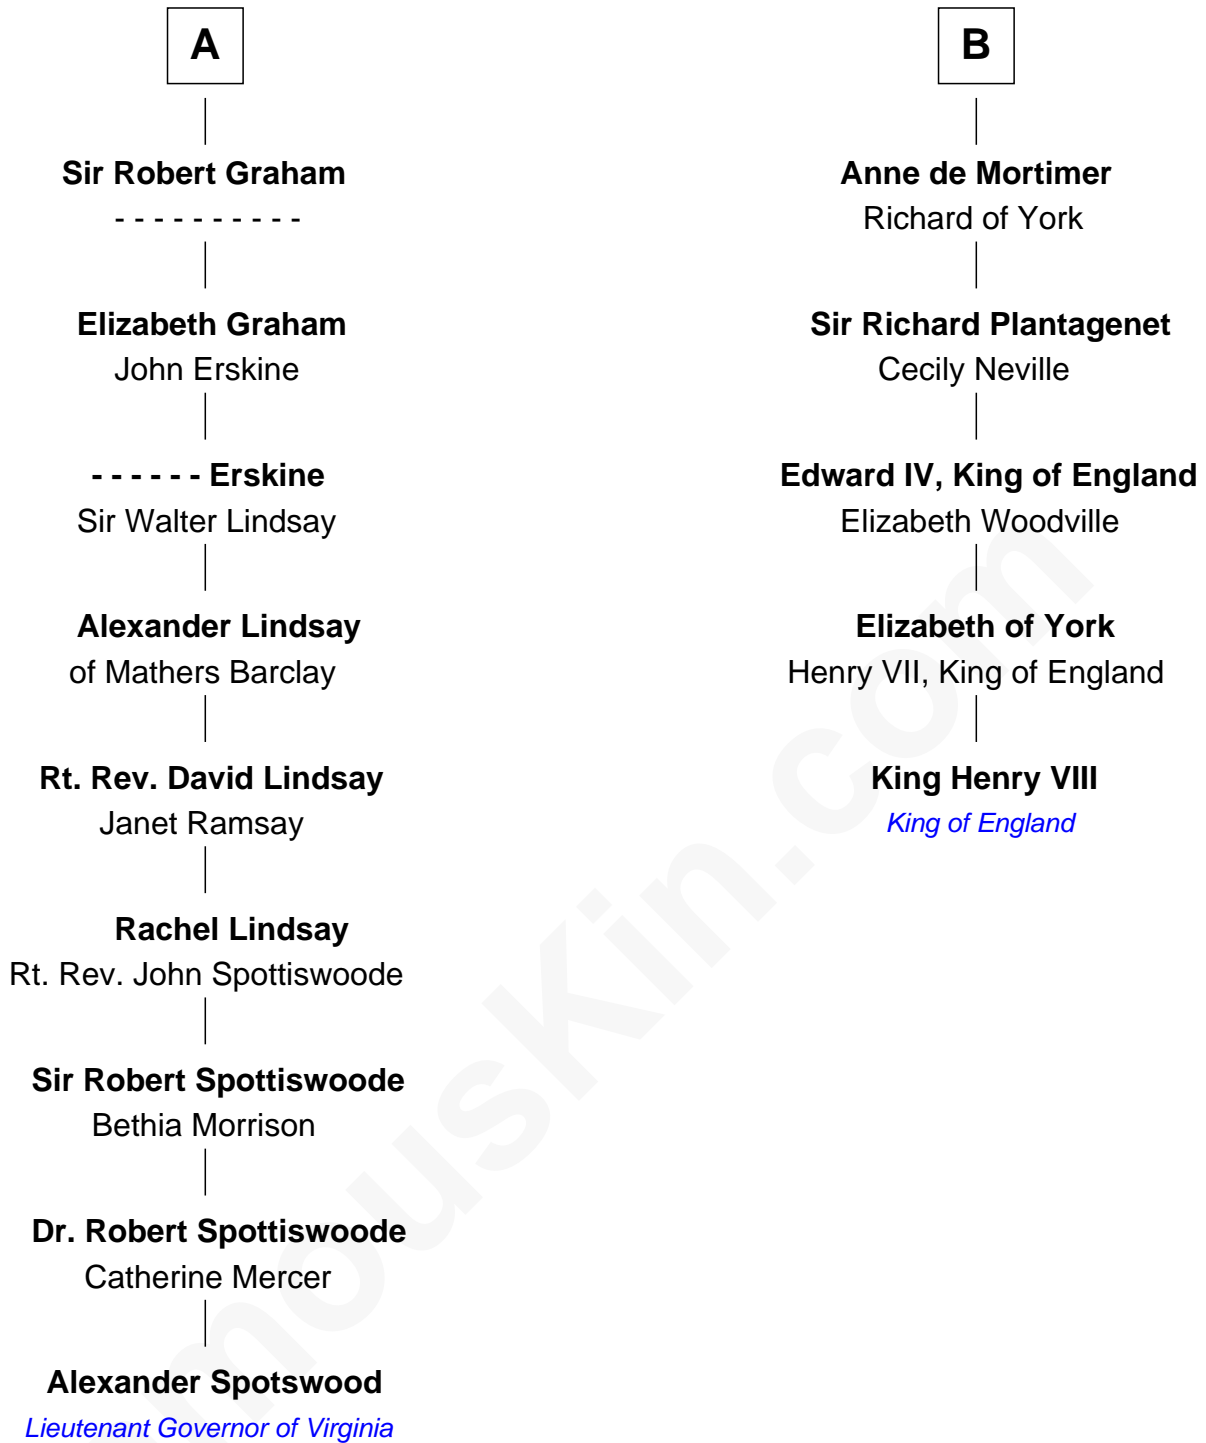 A
Sir Robert Graham
- - - - - - - - - -
Elizabeth Graham
John Erskine
- - - - - - Erskine
Sir Walter Lindsay
Alexander Lindsay
of Mathers Barclay
Rt. Rev. David Lindsay
Janet Ramsay
Rachel Lindsay
Rt. Rev. John Spottiswoode
Sir Robert Spottiswoode
Bethia Morrison
Dr. Robert Spottiswoode
Catherine Mercer
Alexander Spotswood
Lieutenant Governor of Virginia
B
Anne de Mortimer
Richard of York
Sir Richard Plantagenet
Cecily Neville
Edward IV, King of England
Elizabeth Woodville
Elizabeth of York
Henry VII, King of England
King Henry VIII
King of England
mousKin.com